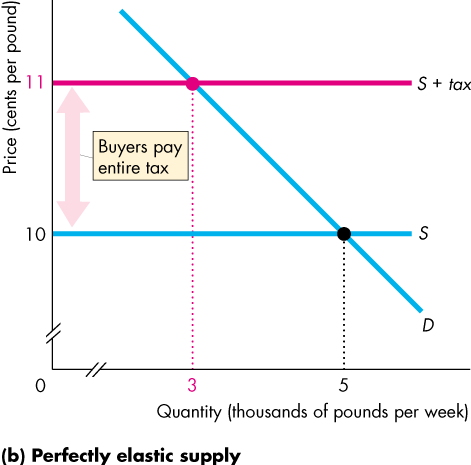 Price (cents per pound)
11
S + tax
Buyers pay
entire tax
10
S
D
0
3
5
Quantity (thousands of pounds per week)
(b) Perfectly elastic supply